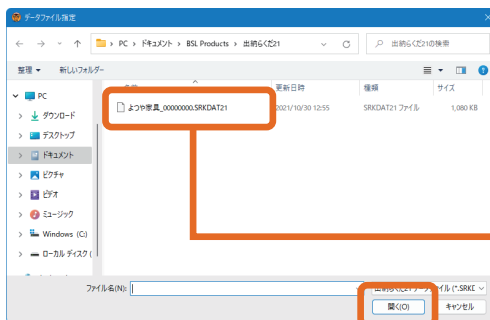 データファイル指定
PC › ドキュメント › BSL Products › 出納らくだ21
出納らくだ21の検索
整理 新しいフォルダー
更新日時 種類 サイズ
よつや家具_00000000.SRKDAT21 2021/10/30 12:55 SRKDAT21 ファイル 1,080 KB
PC
ダウンロード
デスクトップ
ドキュメント
ピクチャ
ビデオ
ミュージック
Windows (C:)
ローカル ディスク (
ファイル名(N):
開く(O) キャンセル